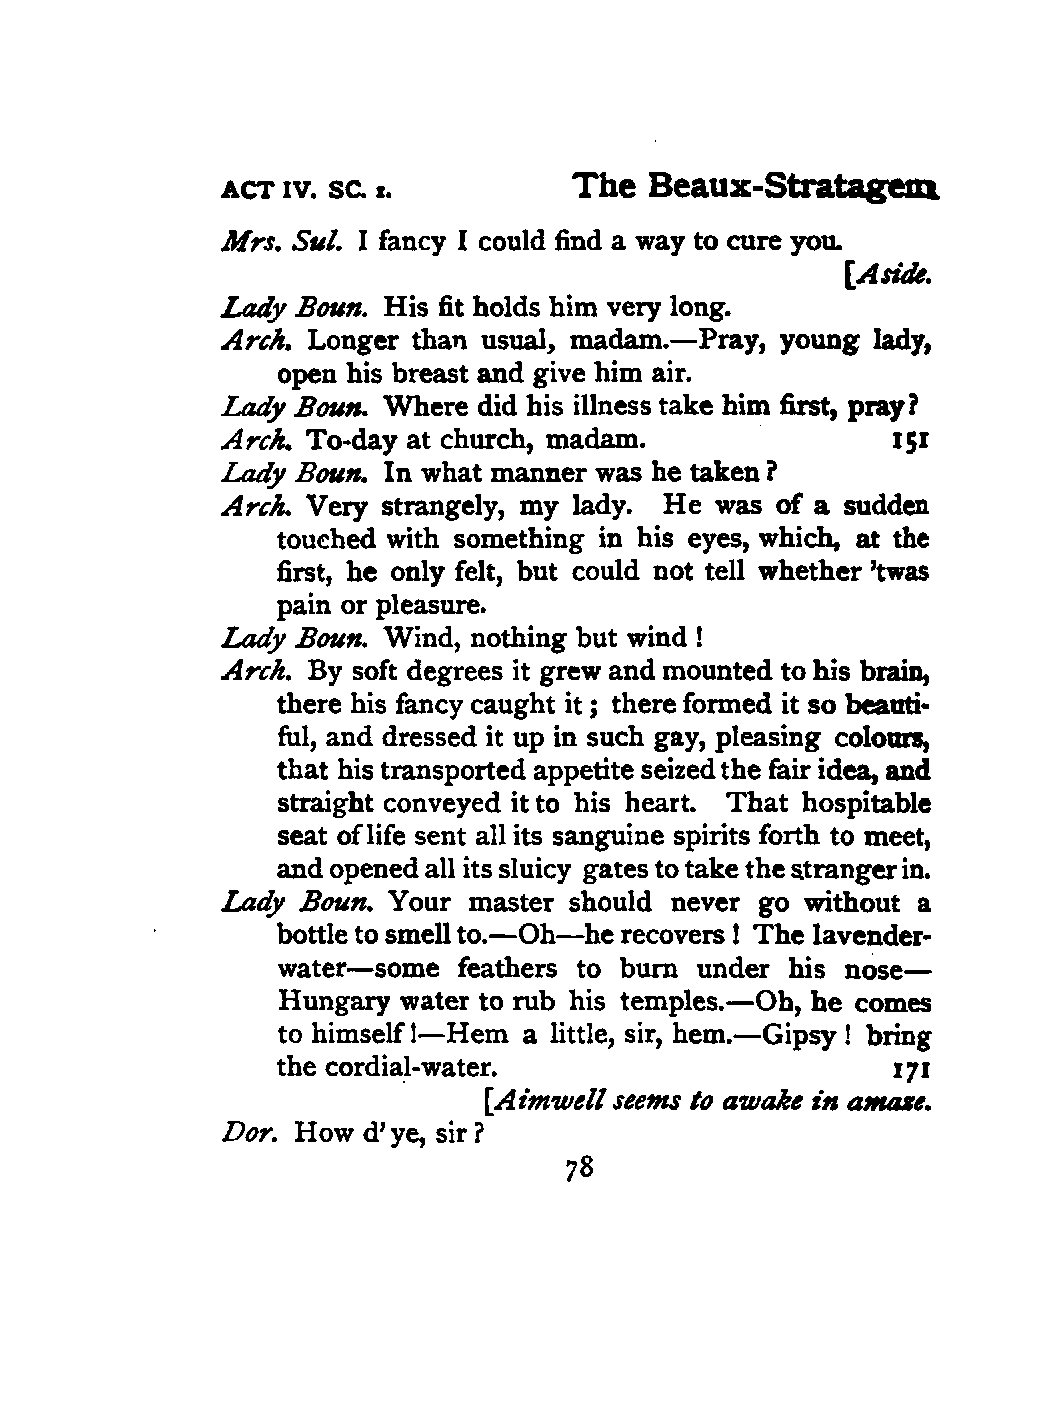 ACT IV. SC. 1. The Beaux-Stratagem
Mrs. Sul. I fancy I could find a way to cure you.
[Aside.
Lady Boun. His fit holds him very long.
Arch. Longer than usual, madam.—Pray, young lady,
open his breast and give him air.
Lady Boun. Where did his illness take him first, pray?
Arch. To-day at church, madam. 151
Lady Boun. In what manner was he taken?
Arch. Very strangely, my lady. He was of a sudden
touched with something in his eyes, which, at the
first, he only felt, but could not tell whether 'twas
pain or pleasure.
Lady Boun. Wind, nothing but wind!
Arch. By soft degrees it grew and mounted to his brain,
there his fancy caught it; there formed it so beauti-
ful, and dressed it up in such gay, pleasing colours,
that his transported appetite seized the fair idea, and
straight conveyed it to his heart. That hospitable
seat of life sent all its sanguine spirits forth to meet,
and opened all its sluicy gates to take the stranger in.
Lady Boun. Your master should never go without a
bottle to smell to.—Oh—he recovers! The lavender-
water—some feathers to burn under his nose—
Hungary water to rub his temples.—Oh, he comes
to himself!—Hem a little, sir, hem.—Gipsy! bring
the cordial-water. 171
[Aimwell seems to awake in amaze.
Dor. How d'ye, sir?
78